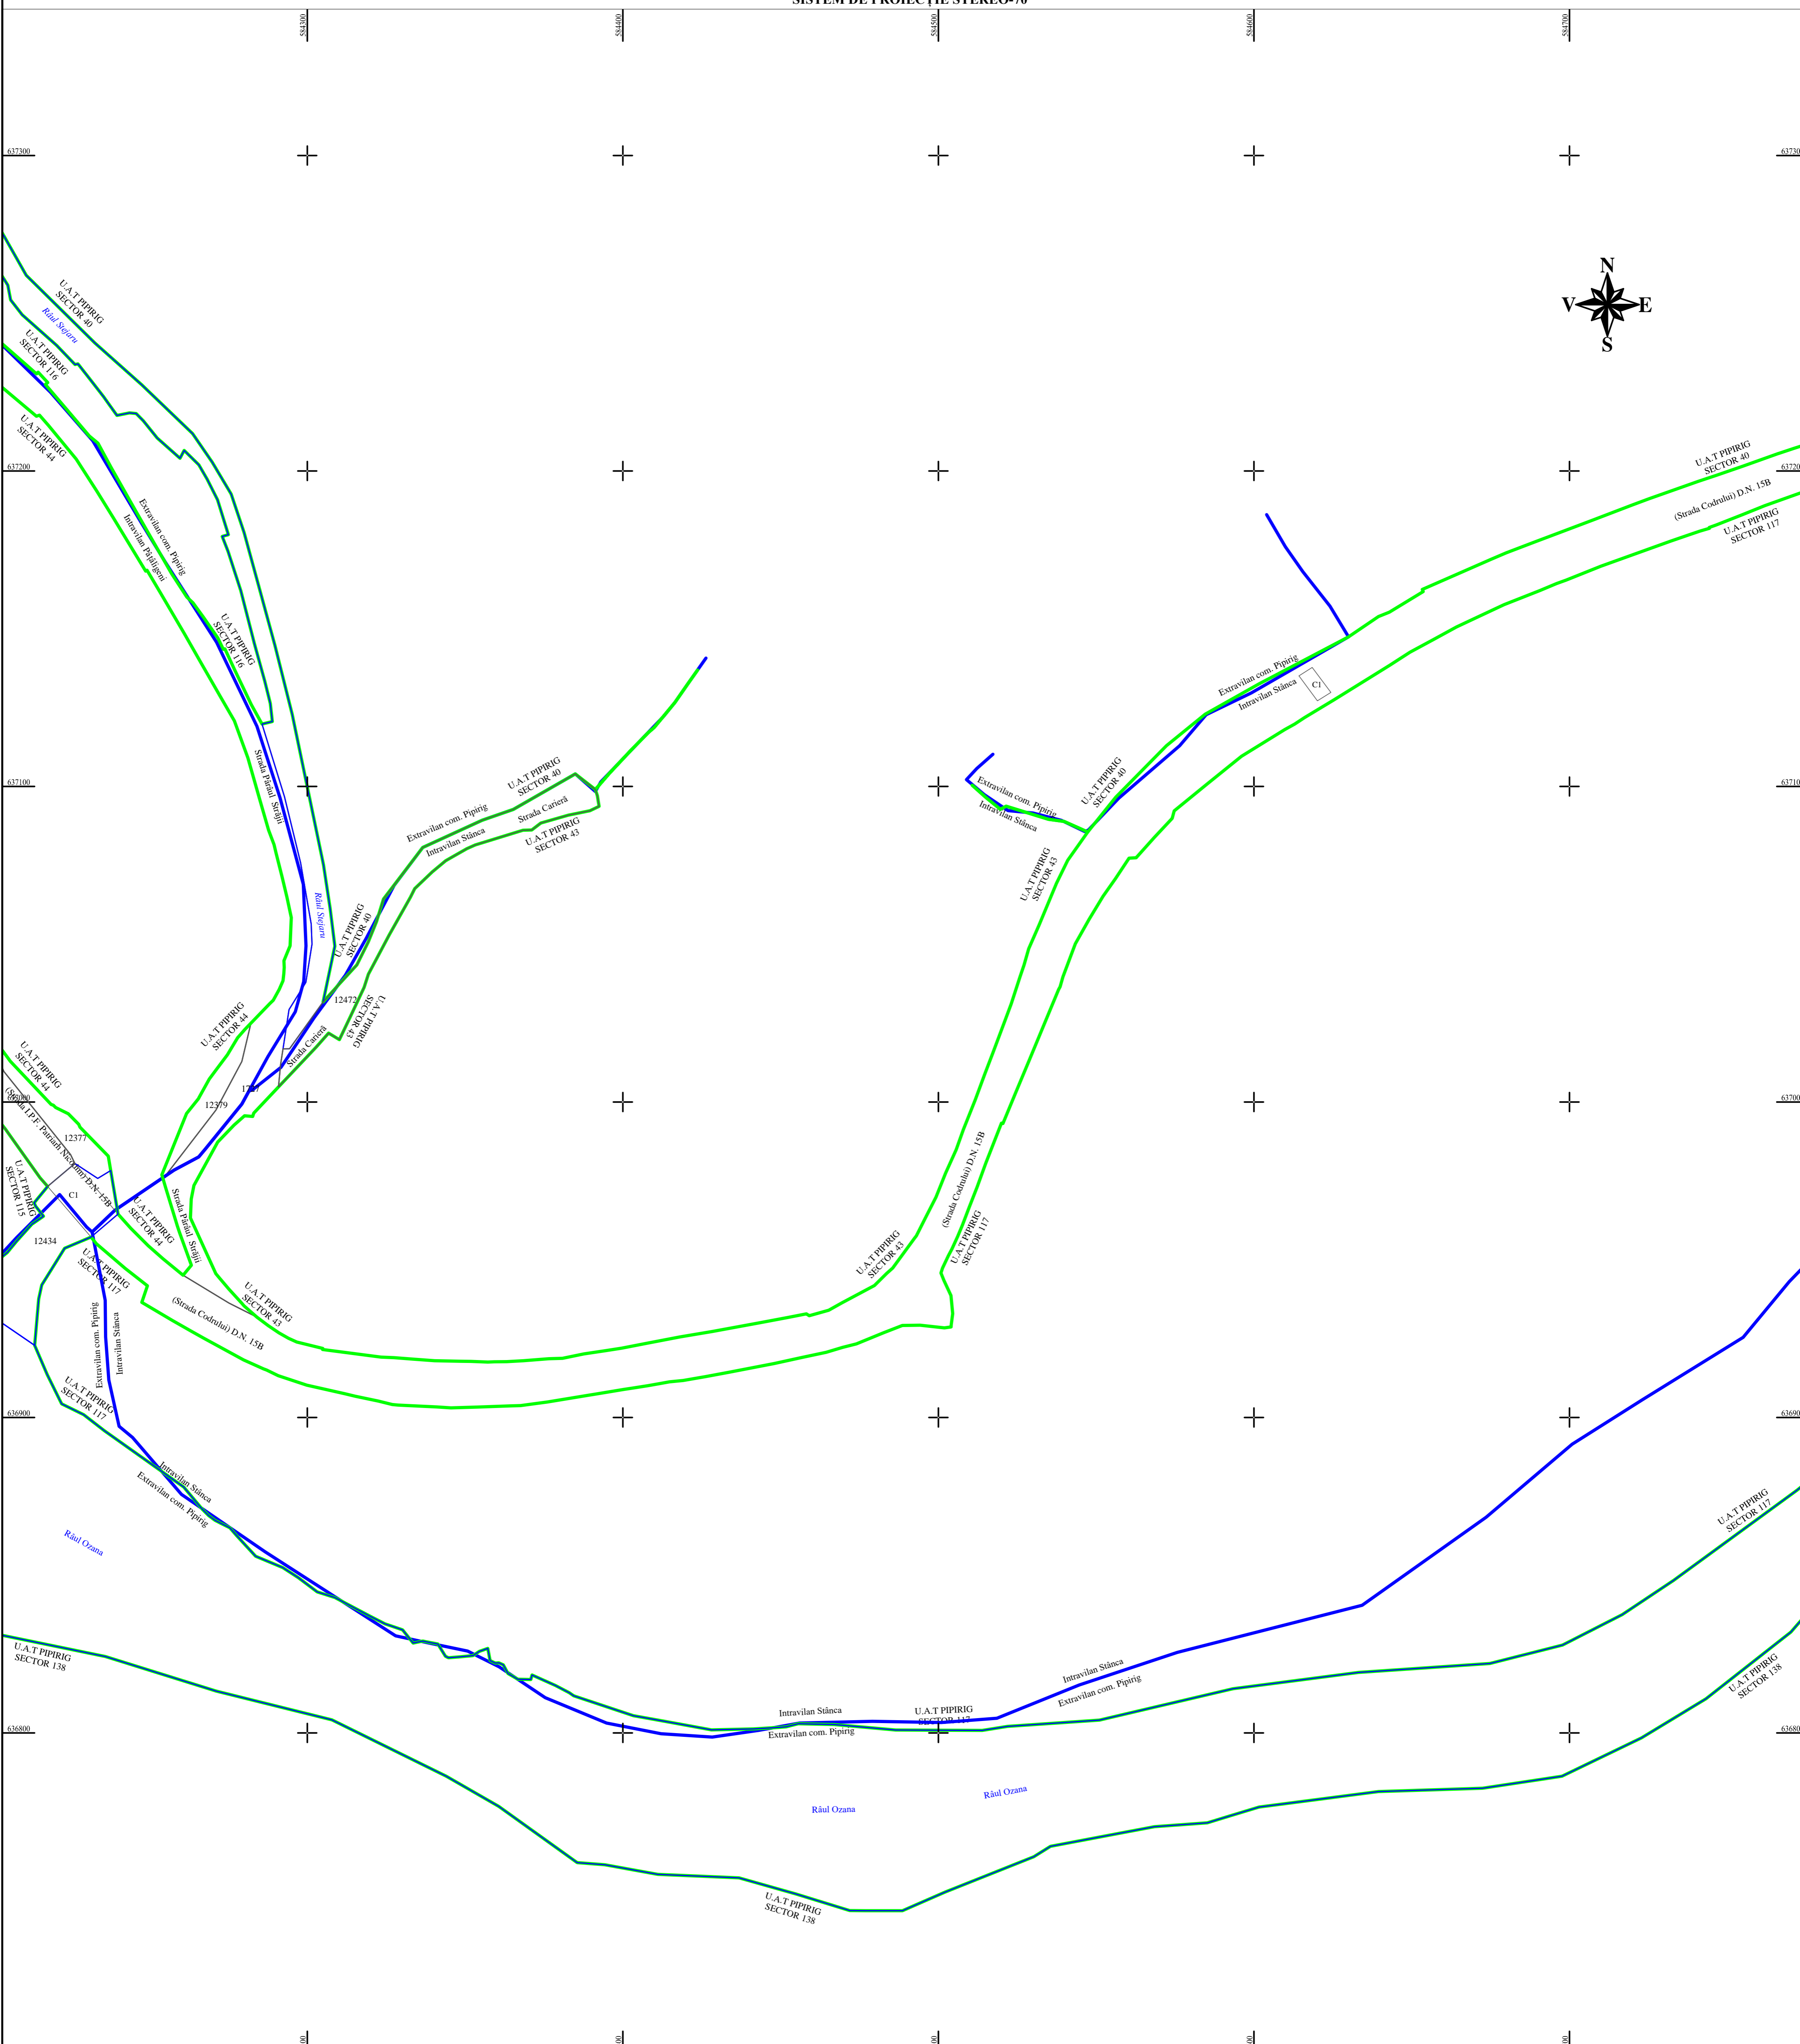 SISTEM DE PROIECȚIE STEREO-70
584300
584400
584500
584600
584700
637300
N
V E
S
U.A.T PIPIRIG
SECTOR 40
Râul Stejaru
U.A.T PIPIRIG
SECTOR 116
U.A.T PIPIRIG
SECTOR 44
637200
U.A.T PIPIRIG
SECTOR 40
(Strada Codrului) D.N. 15B
U.A.T PIPIRIG
SECTOR 117
Extravilan com. Pipirig
Intravilan Pâțâligeni
U.A.T PIPIRIG
SECTOR 116
Extravilan com. Pipirig
Intravilan Stânca
C1
Strada Pârâul Străjii
637100
U.A.T PIPIRIG
SECTOR 40
Extravilan com. Pipirig
Strada Carieră
Intravilan Stânca
U.A.T PIPIRIG
SECTOR 43
Extravilan com. Pipirig
Intravilan Stânca
U.A.T PIPIRIG
SECTOR 40
U.A.T PIPIRIG
SECTOR 43
Râul Stejaru
U.A.T PIPIRIG
SECTOR 40
12472
U.A.T PIPIRIG
SECTOR 43
Strada Carieră
U.A.T PIPIRIG
SECTOR 44
U.A.T PIPIRIG
SECTOR 44
12379
12377
C1
U.A.T PIPIRIG
SECTOR 115
12434
U.A.T PIPIRIG
SECTOR 44
Strada Pârâul Străjii
U.A.T PIPIRIG
SECTOR 117
U.A.T PIPIRIG
SECTOR 43
(Strada Codrului) D.N. 15B
Extravilan com. Pipirig
Intravilan Stânca
(Strada Codrului) D.N. 15B
U.A.T PIPIRIG
SECTOR 43
U.A.T PIPIRIG
SECTOR 117
U.A.T PIPIRIG
SECTOR 117
636900
Intravilan Stânca
Extravilan com. Pipirig
Râul Ozana
U.A.T PIPIRIG
SECTOR 117
U.A.T PIPIRIG
SECTOR 138
Intravilan Stânca
Extravilan com. Pipirig
U.A.T PIPIRIG
SECTOR 138
Intravilan Stânca
Extravilan com. Pipirig
U.A.T PIPIRIG
SECTOR 117
636800
Râul Ozana
Râul Ozana
U.A.T PIPIRIG
SECTOR 138